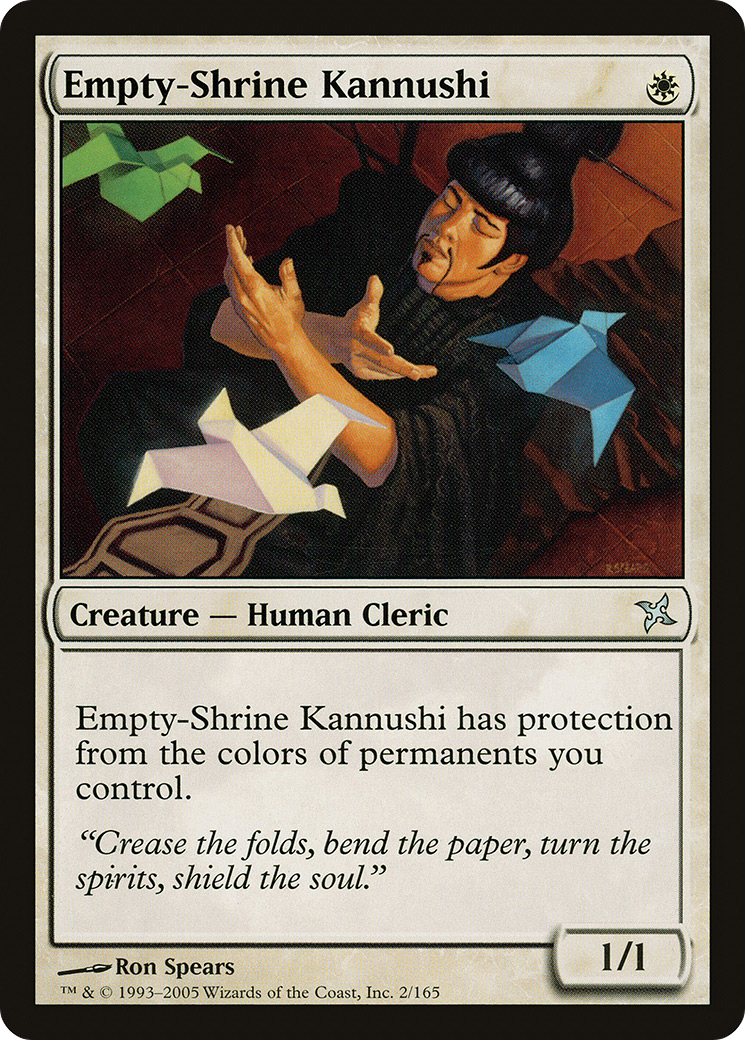 Empty-Shrine Kannushi
R.SPEARS
Creature — Human Cleric
Empty-Shrine Kannushi has protection
from the colors of permanents you
control.
“Crease the folds, bend the paper, turn the
spirits, shield the soul.”
1/1
Ron Spears
™ & © 1993–2005 Wizards of the Coast, Inc. 2/165